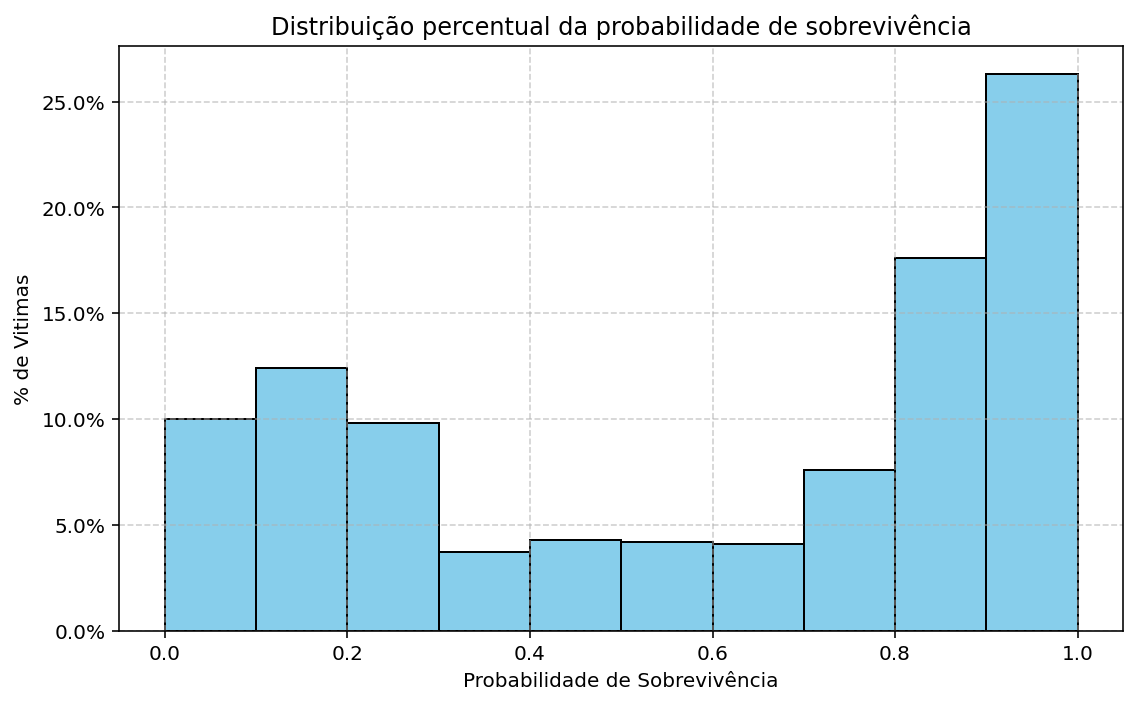 Distribuição percentual da probabilidade de sobrevivência
% de Vitimas
25.0%
20.0%
15.0%
10.0%
5.0%
0.0%
0.0 0.2 0.4 0.6 0.8 1.0
Probabilidade de Sobrevivência